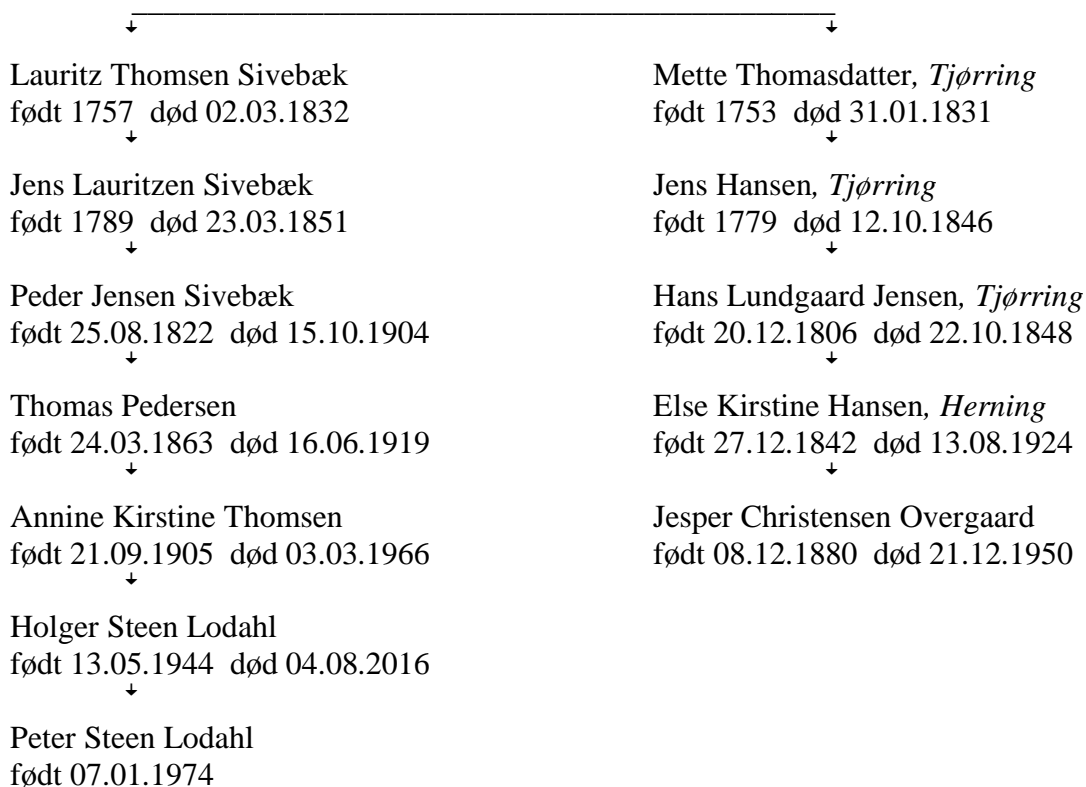 Lauritz Thomsen Sivebæk
født 1757 død 02.03.1832
Jens Lauritzen Sivebæk
født 1789 død 23.03.1851
Peder Jensen Sivebæk
født 25.08.1822 død 15.10.1904
Thomas Pedersen
født 24.03.1863 død 16.06.1919
Annine Kirstine Thomsen
født 21.09.1905 død 03.03.1966
Holger Steen Lodahl
født 13.05.1944 død 04.08.2016
Peter Steen Lodahl
født 07.01.1974
Mette Thomasdatter, Tjørring
født 1753 død 31.01.1831
Jens Hansen, Tjørring
født 1779 død 12.10.1846
Hans Lundgaard Jensen, Tjørring
født 20.12.1806 død 22.10.1848
Else Kirstine Hansen, Herning
født 27.12.1842 død 13.08.1924
Jesper Christensen Overgaard
født 08.12.1880 død 21.12.1950